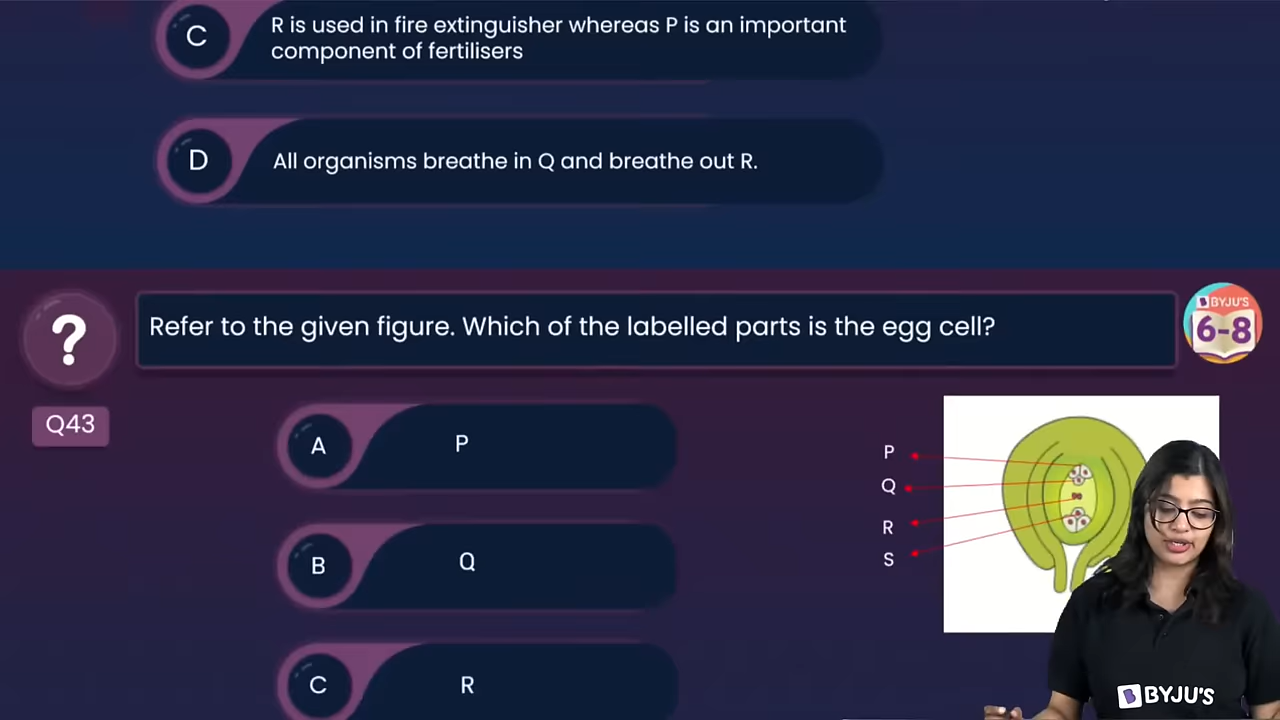 C
R is used in fire extinguisher whereas P is an important
component of fertilisers
D
All organisms breathe in Q and breathe out R.
?
Refer to the given figure. Which of the labelled parts is the egg cell?
BYJU'S
6-8
Q43
A
P
B
Q
C
R
P
Q
R
S
BYJU'S